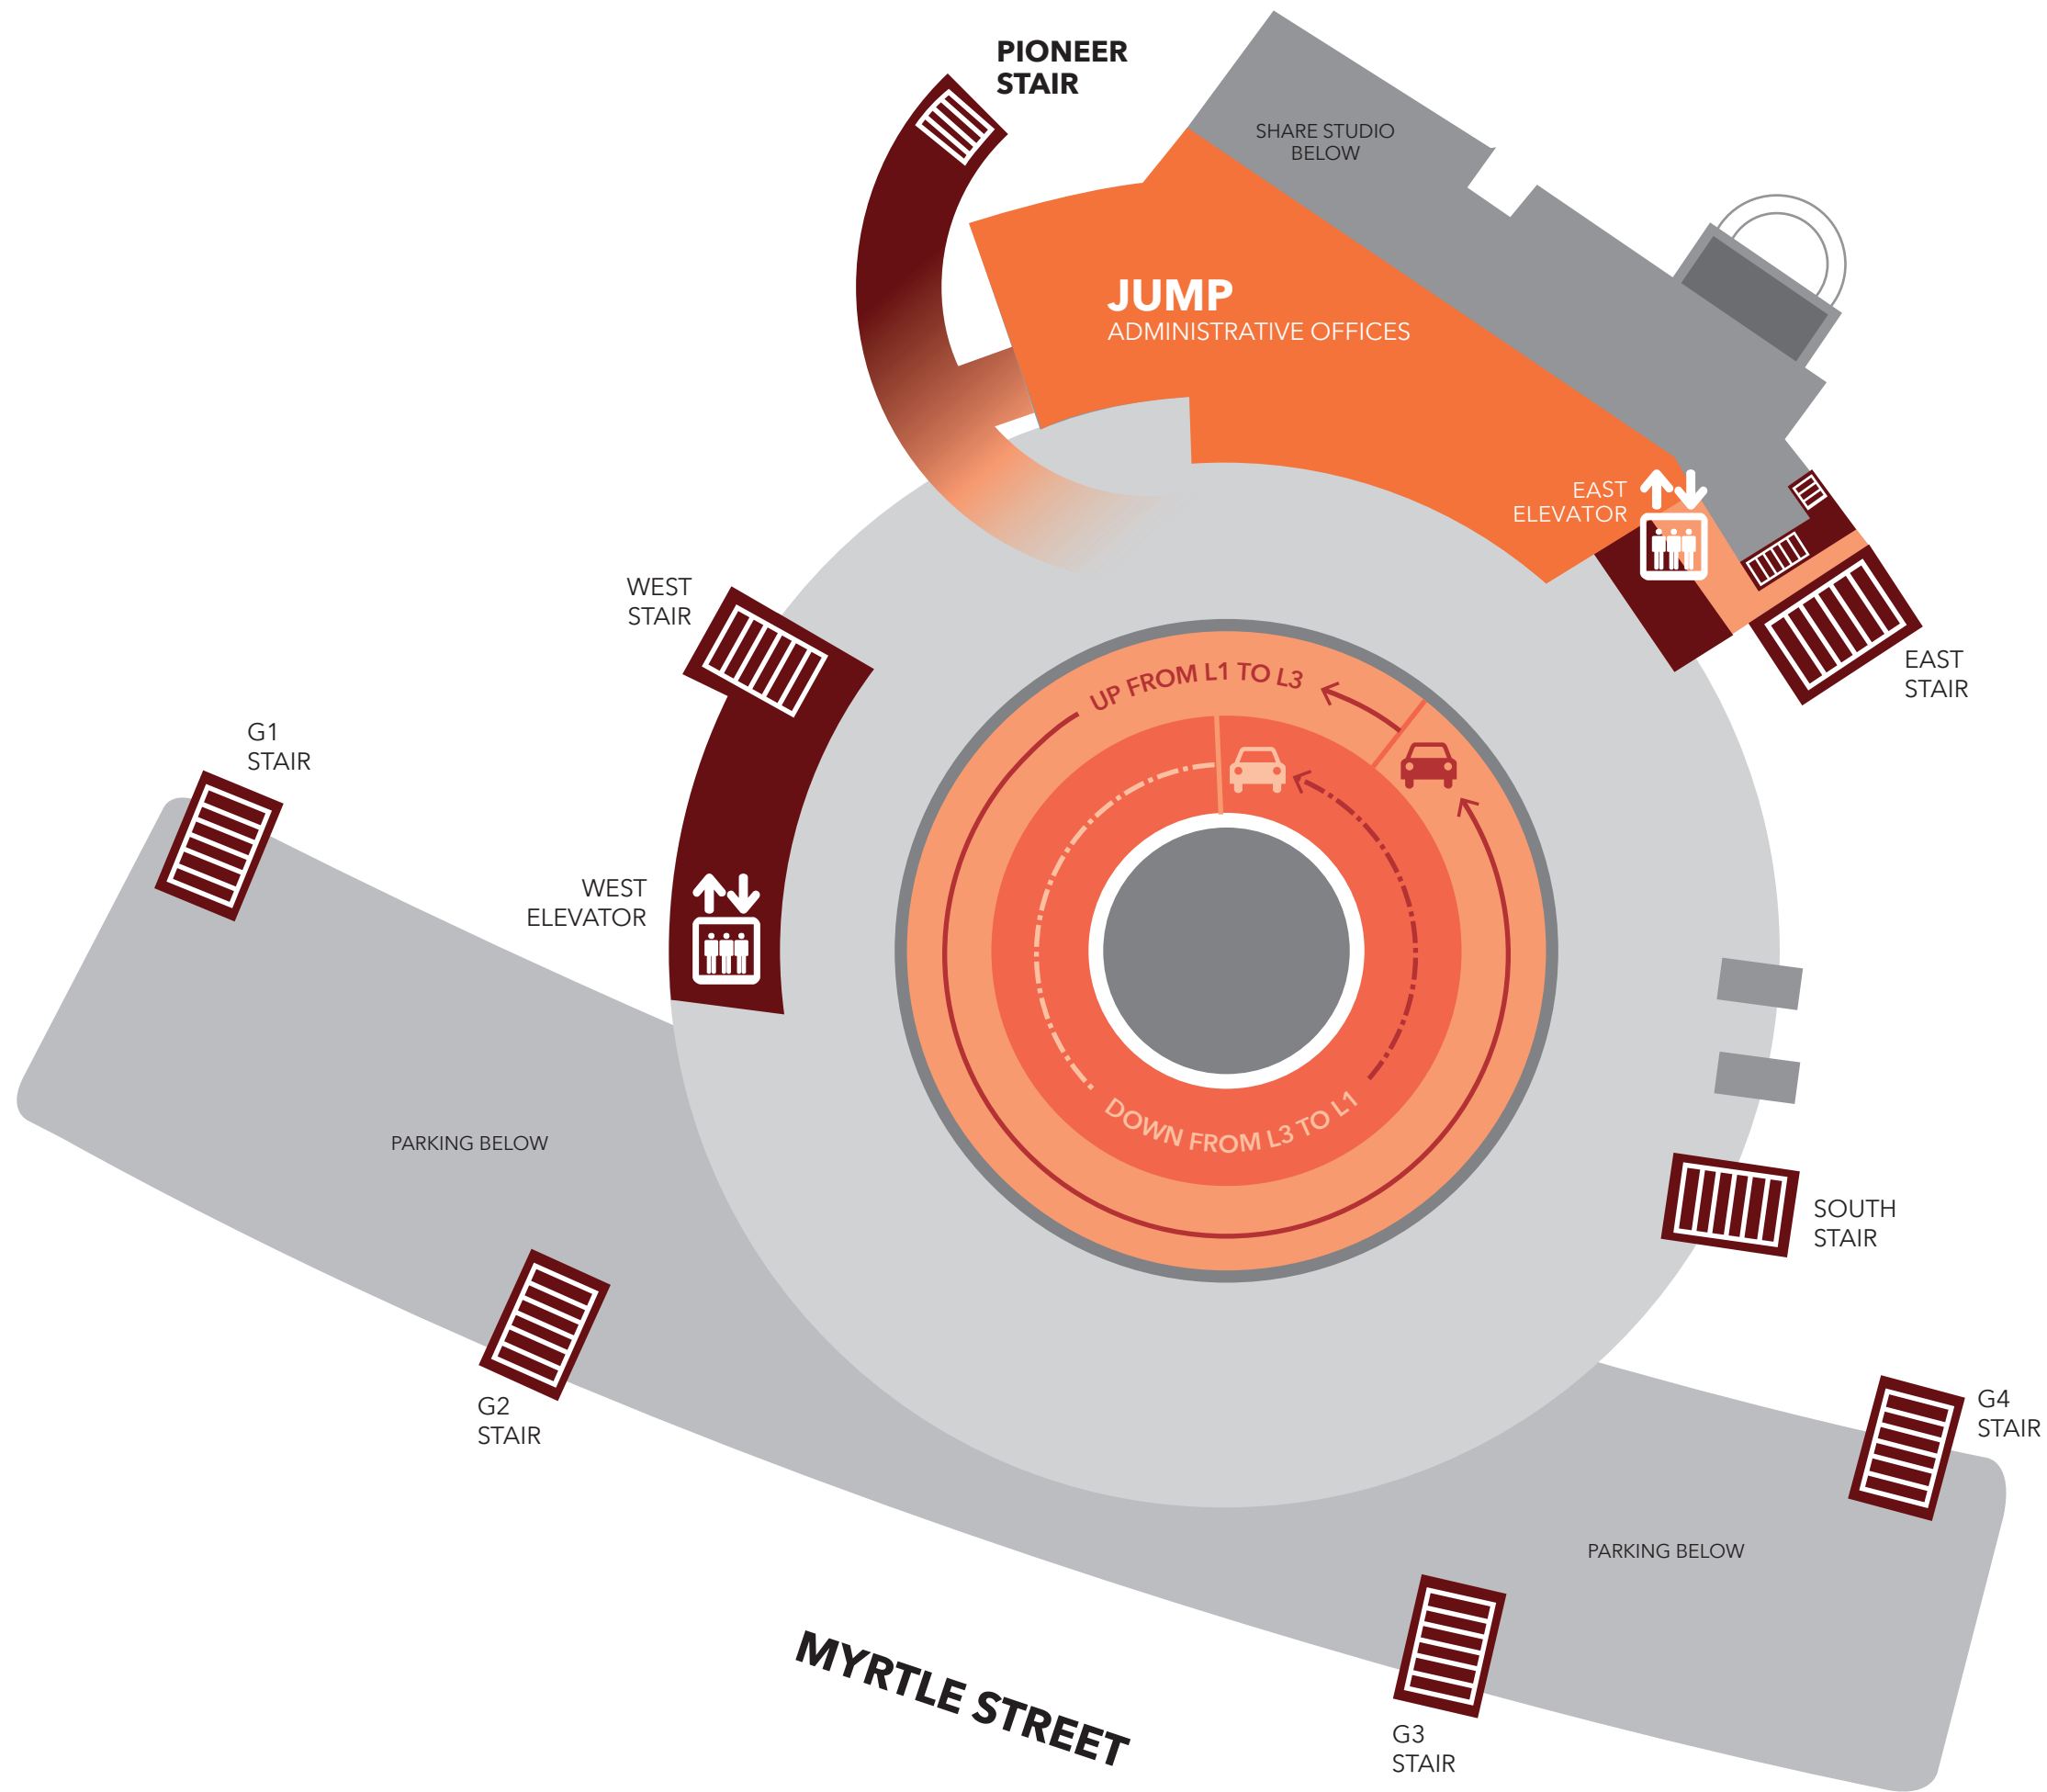 PIONEER
STAIR
SHARE STUDIO
BELOW
JUMP
ADMINISTRATIVE OFFICES
EAST
ELEVATOR
WEST
STAIR
EAST
STAIR
UP FROM L1 TO L3
G1
STAIR
WEST
ELEVATOR
DOWN FROM L3 TO L1
PARKING BELOW
SOUTH
STAIR
G2
STAIR
G4
STAIR
PARKING BELOW
MYRTLE STREET
G3
STAIR